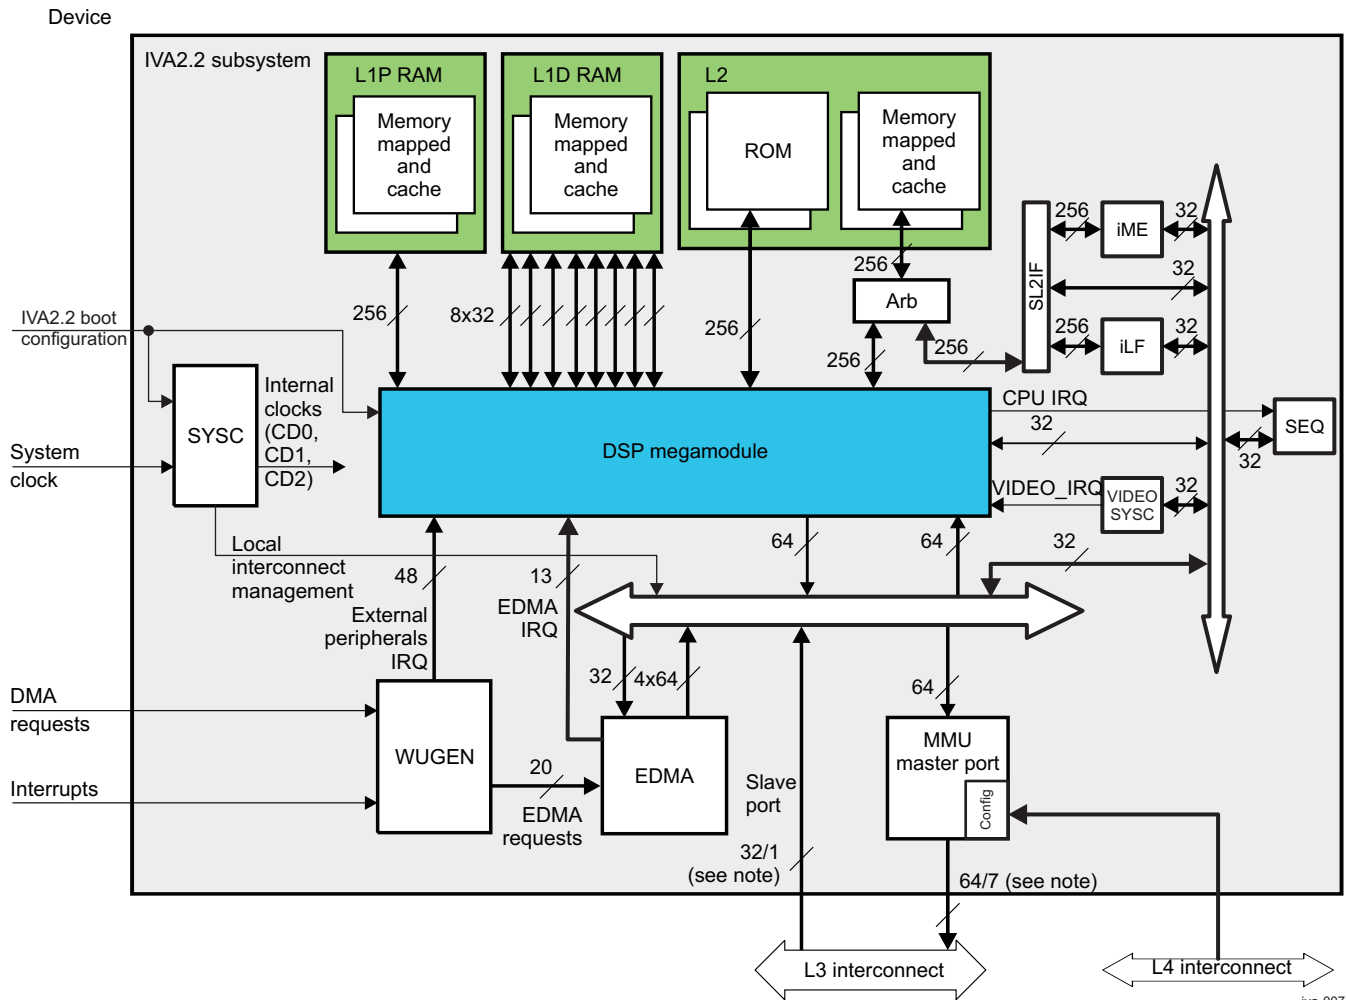 Device
IVA2.2 subsystem
L1P RAM
Memory
mapped
and
cache
L1D RAM
Memory
mapped
and
cache
L2
ROM
Memory
mapped
and
cache
256
8x32
256
256
Arb
256
256
SL2IF
256
iME
32
32
256
iLF
32
IVA2.2 boot
configuration
SYSC
Internal
clocks
(CD0,
CD1,
CD2)
System
clock
DSP megamodule
CPU IRQ
32
SEQ
32
VIDEO_IRQ
VIDEO
SYSC
32
Local
interconnect
management
48
13
64
64
32
External
peripherals
IRQ
EDMA
IRQ
32
4x64
64
DMA
requests
Interrupts
WUGEN
20
EDMA
requests
EDMA
Slave
port
MMU
master port
Config
32/1
(see note)
64/7 (see note)
L3 interconnect
L4 interconnect